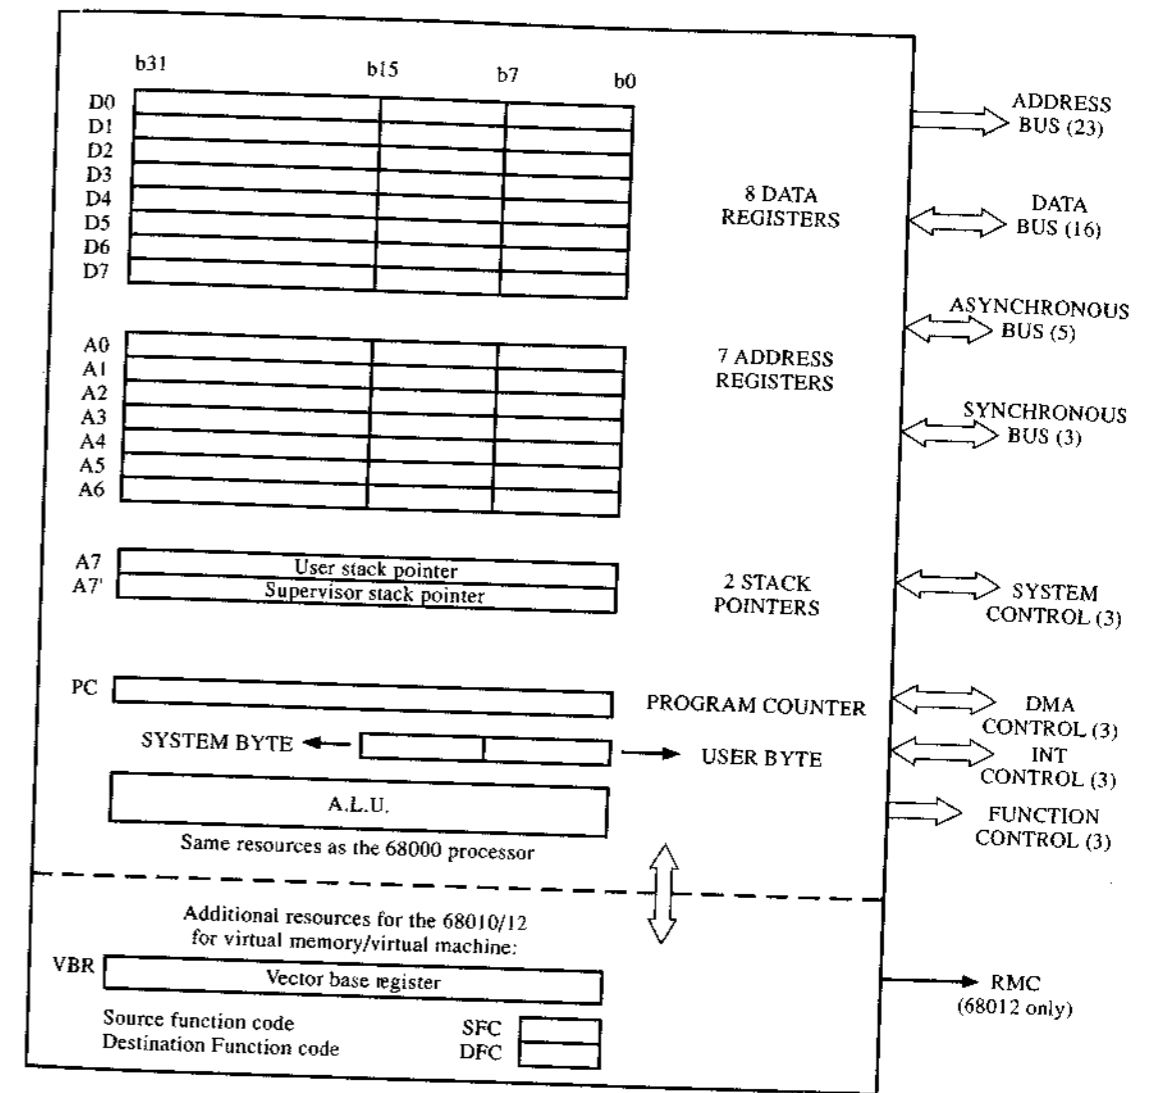 b31 b15 b7 b0
D0
D1
D2
D3
D4
D5
D6
D7
8 DATA
REGISTERS
ADDRESS
BUS (23)
DATA
BUS (16)
ASYNCHRONOUS
BUS (5)
SYNCHRONOUS
BUS (3)
A0
A1
A2
A3
A4
A5
A6
7 ADDRESS
REGISTERS
A7 User stack pointer
A7' Supervisor stack pointer
2 STACK
POINTERS
SYSTEM
CONTROL (3)
PC PROGRAM COUNTER
DMA
CONTROL (3)
SYSTEM BYTE USER BYTE
INT
CONTROL (3)
A.L.U.
FUNCTION
CONTROL (3)
Same resources as the 68000 processor
Additional resources for the 68010/12
for virtual memory/virtual machine:
VBR Vector base register
RMC
(68012 only)
Source function code SFC
Destination Function code DFC